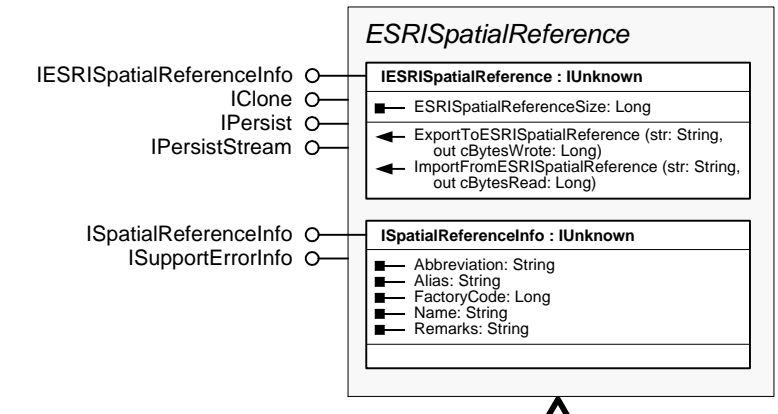 ESRISpatialReference
IESRISpatialReferenceInfo
IClone
IPersist
IPersistStream
IESRISpatialReference : IUnknown
ESRISpatialReferenceSize: Long
ExportToESRISpatialReference (str: String,
out cBytesWrote: Long)
ImportFromESRISpatialReference (str: String,
out cBytesRead: Long)
ISpatialReferenceInfo
ISupportErrorInfo
ISpatialReferenceInfo : IUnknown
Abbreviation: String
Alias: String
FactoryCode: Long
Name: String
Remarks: String